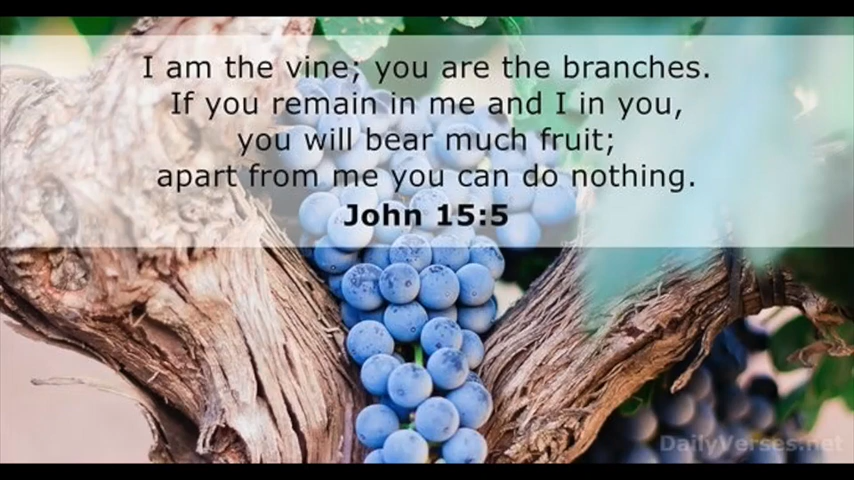 I am the vine; you are the branches.
If you remain in me and I in you,
you will bear much fruit;
apart from me you can do nothing.
John 15:5
DailyVerses.net